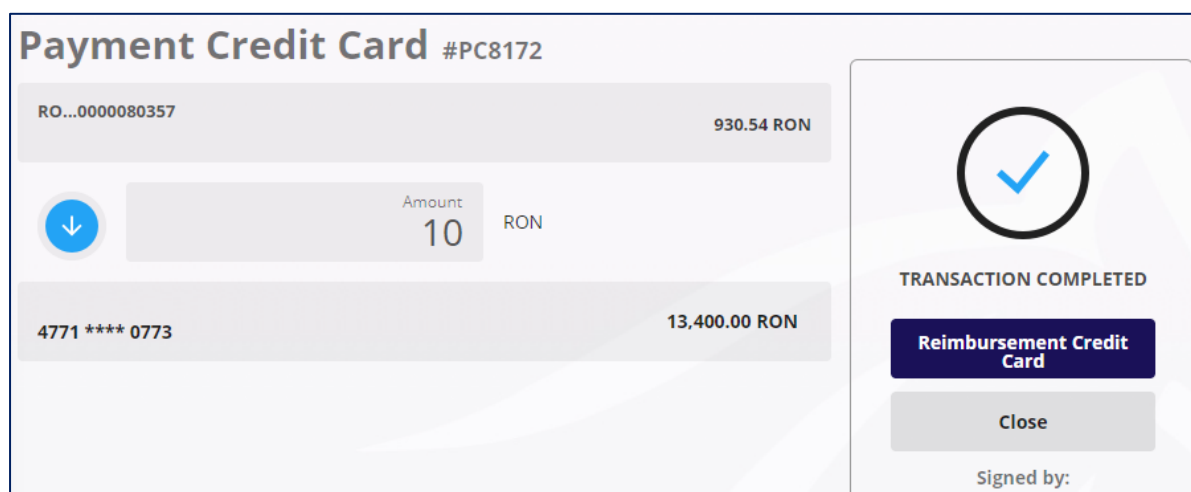 Payment Credit Card #PC8172
RO...0000080357
930.54 RON
Amount
10 RON
4771 **** 0773
13,400.00 RON
TRANSACTION COMPLETED
Reimbursement Credit
Card
Close
Signed by: